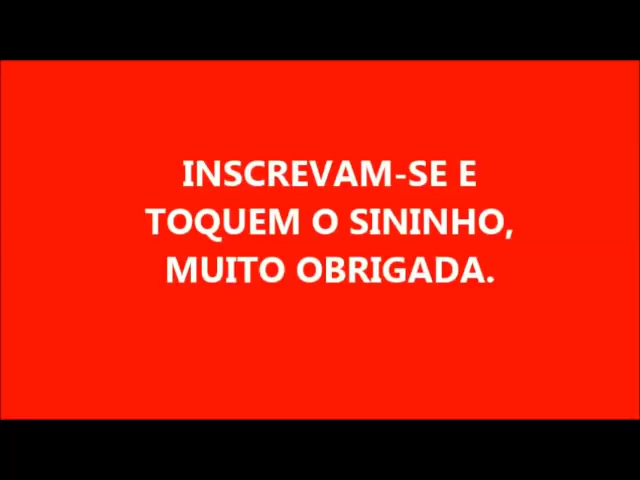 INSCREVAM-SE E
TOQUEM O SININHO,
MUITO OBRIGADA.